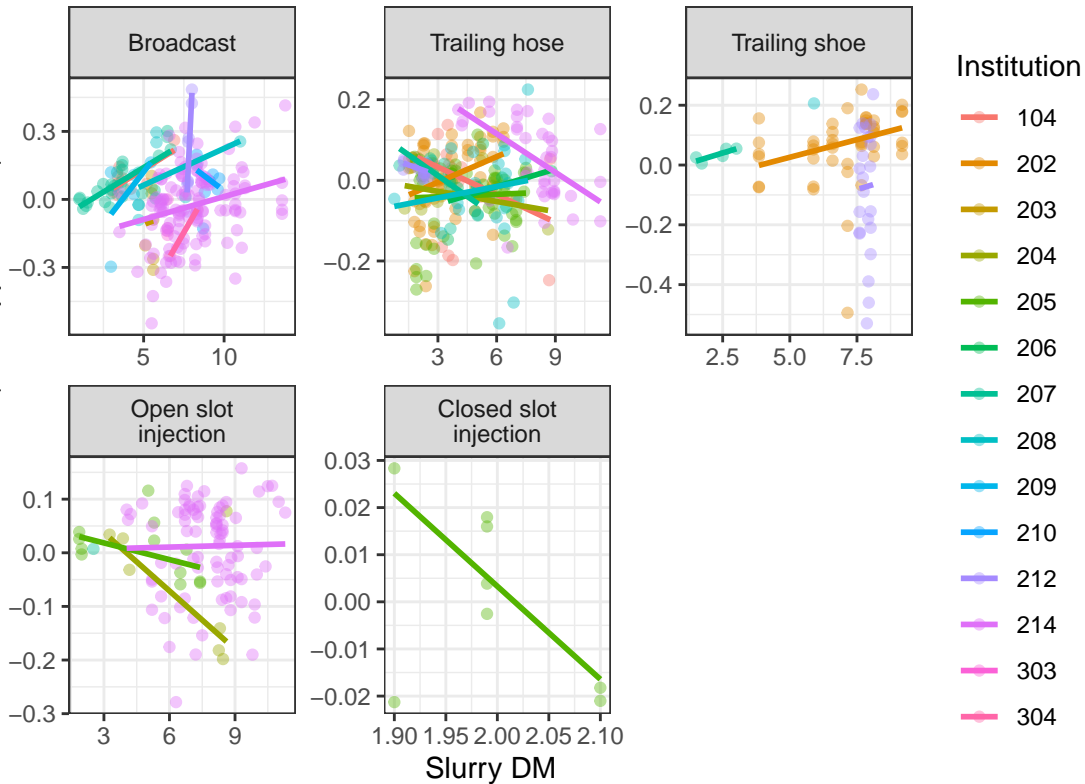 Broadcast
Trailing hose
Trailing shoe
Institution
104
202
203
204
205
206
207
208
209
210
212
214
303
304
0.3
0.0
−0.3
5 10
0.2
0.0
−0.2
3 6 9
0.2
0.0
−0.2
−0.4
2.5 5.0 7.5
Open slot
injection
Closed slot
injection
0.1
0.0
−0.1
−0.2
−0.3
3 6 9
0.03
0.02
0.01
0.00
−0.01
−0.02
1.90 1.95 2.00 2.05 2.10
Slurry DM